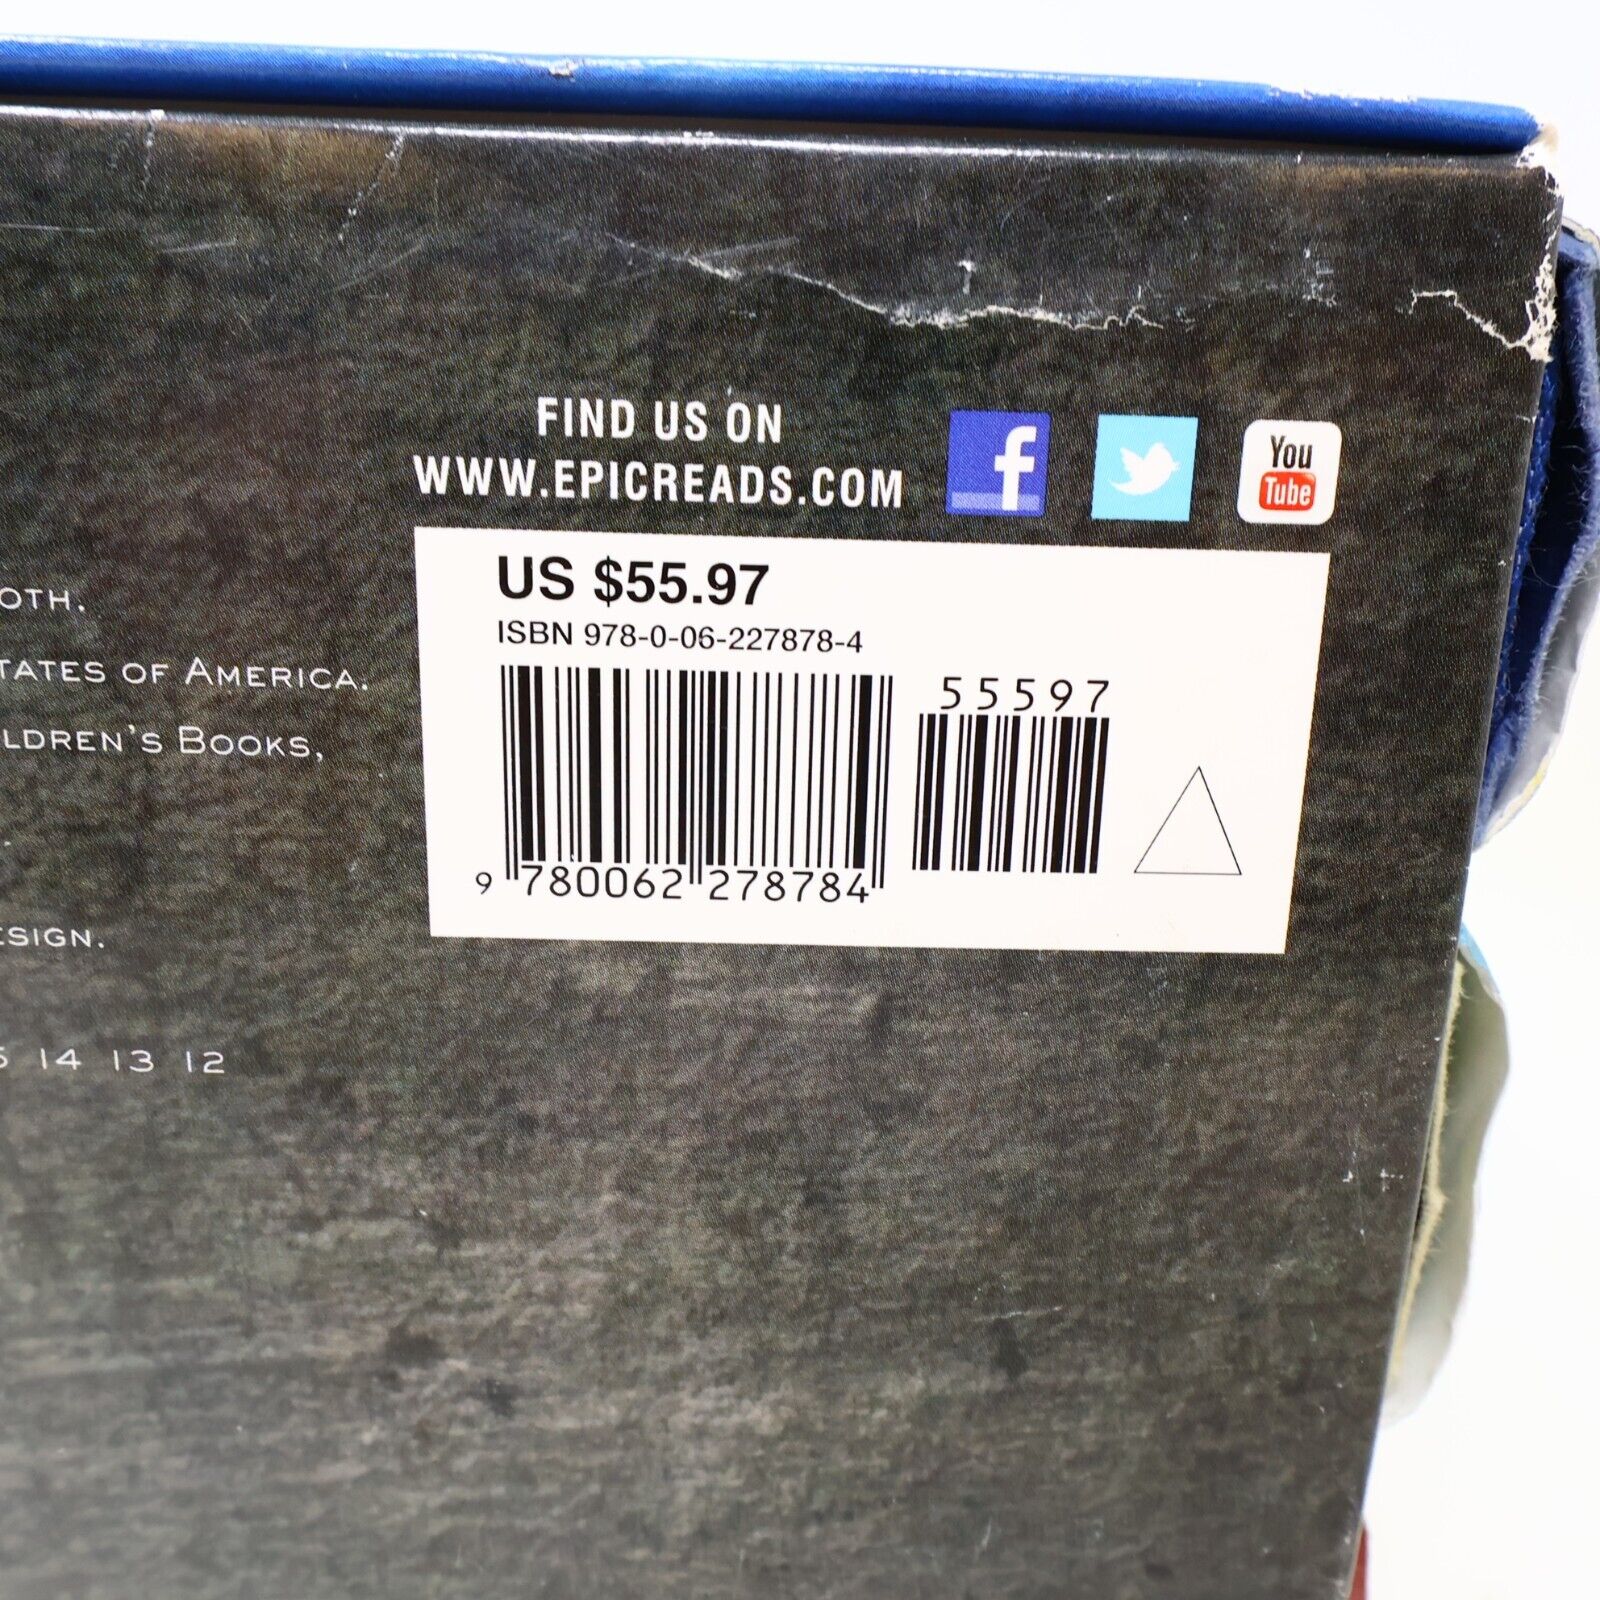 FIND US ON
WWW.EPICREADS.COM
f
You
Tube
US $55.97
ISBN 978-0-06-227878-4
55597
9 780062 278784
OTH.
TATES OF AMERICA.
LDREN'S BOOKS,
ESIGN.
5 14 13 12